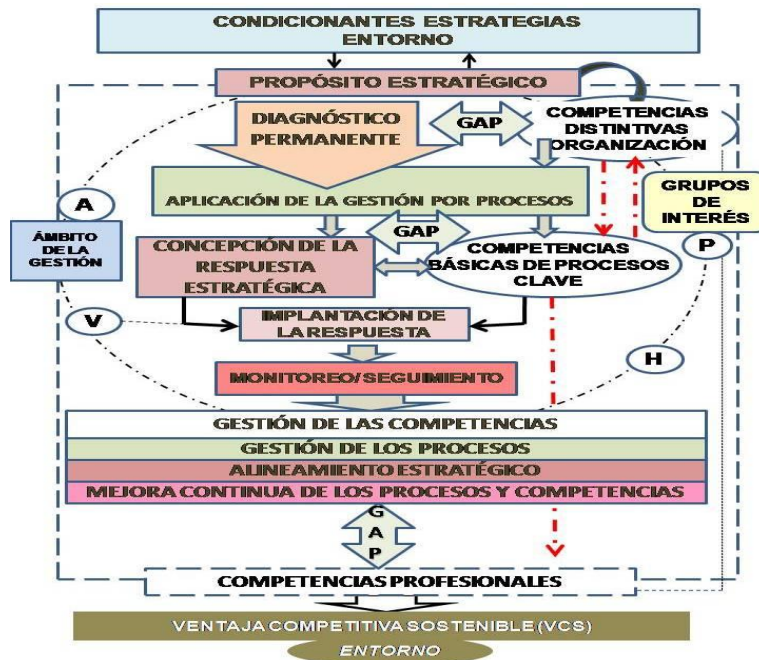 CONDICIONANTES ESTRATEGIAS
ENTORNO
PROPÓSITO ESTRATÉGICO
DIAGNÓSTICO
PERMANENTE
GAP
COMPETENCIAS
DISTINTIVAS
ORGANIZACIÓN
APLICACIÓN DE LA GESTIÓN POR PROCESOS
GRUPOS
DE
INTERÉS
A
ÁMBITO
DE LA
GESTIÓN
GAP
P
CONCEPCIÓN DE LA
RESPUESTA
ESTRATÉGICA
COMPETENCIAS
BÁSICAS DE PROCESOS
CLAVE
V
IMPLANTACIÓN DE
LA RESPUESTA
H
MONITOREO/SEGUIMIENTO
GESTIÓN DE LAS COMPETENCIAS
GESTIÓN DE LOS PROCESOS
ALINEAMIENTO ESTRATÉGICO
MEJORA CONTINUA DE LOS PROCESOS Y COMPETENCIAS
G
A
P
COMPETENCIAS PROFESIONALES
VENTAJA COMPETITIVA SOSTENIBLE (VCS)
ENTORNO